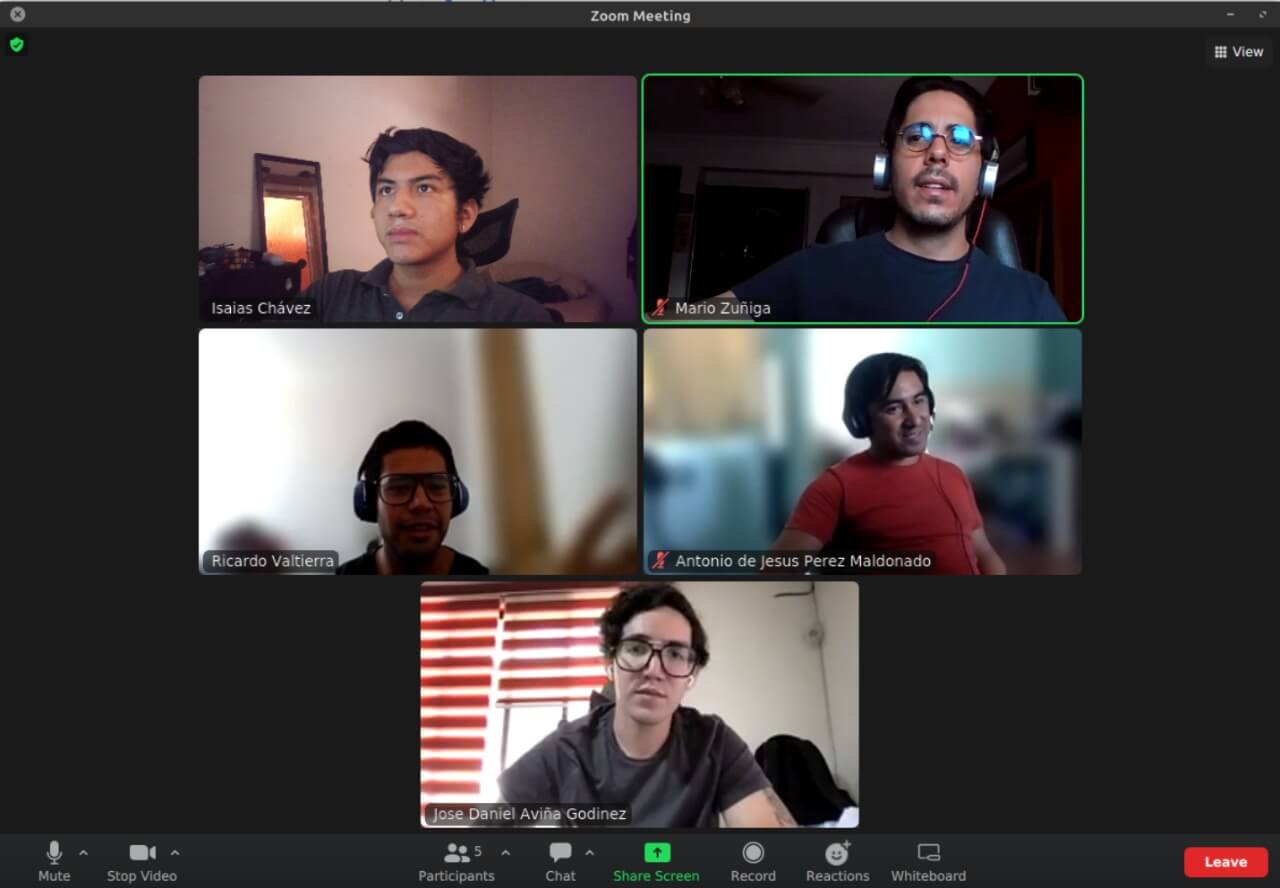 Zoom Meeting
View
Isaias Chávez
Mario Zuñiga
Ricardo Valtierra
Antonio de Jesus Perez Maldonado
Jose Daniel Aviña Godinez
5
Mute
Stop Video
Participants
Chat
Share Screen
Record
Reactions
Whiteboard
Leave